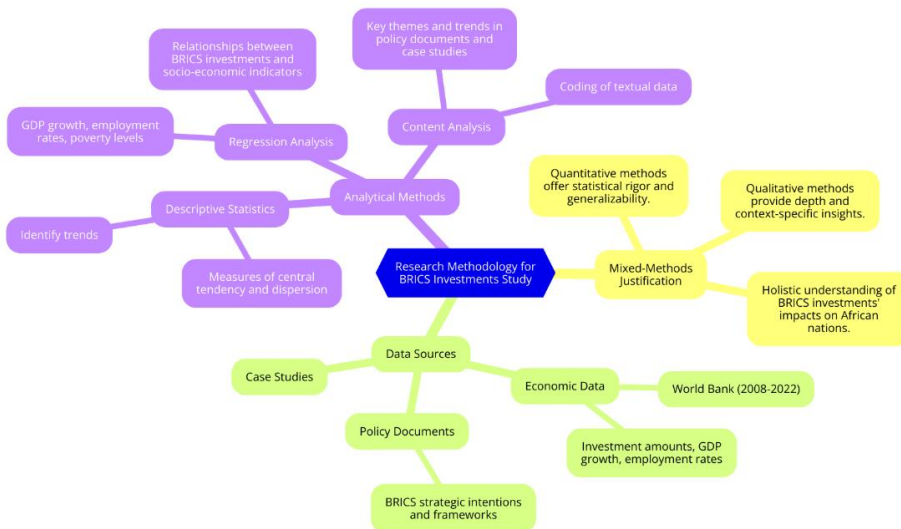 Relationships between
BRICS investments and
socio-economic indicators
Key themes and trends in
policy documents and
case studies
Coding of textual data
GDP growth, employment
rates, poverty levels
Regression Analysis
Content Analysis
Descriptive Statistics
Analytical Methods
Identify trends
Measures of central
tendency and dispersion
Quantitative methods
offer statistical rigor and
generalizability.
Qualitative methods
provide depth and
context-specific insights.
Research Methodology for
BRICS Investments Study
Mixed-Methods
Justification
Holistic understanding of
BRICS investments'
impacts on African
nations.
Data Sources
Case Studies
Economic Data
World Bank (2008-2022)
Policy Documents
Investment amounts, GDP
growth, employment rates
BRICS strategic intentions
and frameworks